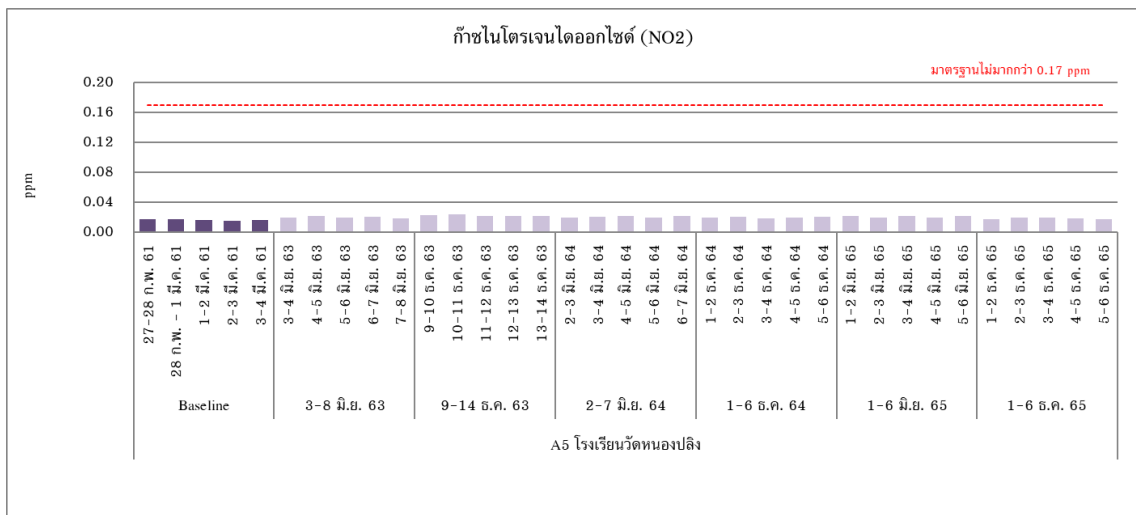 ก๊าซไนโตรเจนไดออกไซด์ (NO2)
มาตรฐานไม่มากกว่า 0.17 ppm
ppm
0.20
0.16
0.12
0.08
0.04
0.00
27-28 ก.พ. 61
28 ก.พ. - 1 มี.ค. 61
1-2 มี.ค. 61
2-3 มี.ค. 61
3-4 มี.ค. 61
3-4 มิ.ย. 63
4-5 มิ.ย. 63
5-6 มิ.ย. 63
6-7 มิ.ย. 63
7-8 มิ.ย. 63
9-10 ธ.ค. 63
10-11 ธ.ค. 63
11-12 ธ.ค. 63
12-13 ธ.ค. 63
13-14 ธ.ค. 63
2-3 มิ.ย. 64
3-4 มิ.ย. 64
4-5 มิ.ย. 64
5-6 มิ.ย. 64
6-7 มิ.ย. 64
1-2 ธ.ค. 64
2-3 ธ.ค. 64
3-4 ธ.ค. 64
4-5 ธ.ค. 64
5-6 ธ.ค. 64
1-2 มิ.ย. 65
2-3 มิ.ย. 65
3-4 มิ.ย. 65
4-5 มิ.ย. 65
5-6 มิ.ย. 65
1-2 ธ.ค. 65
2-3 ธ.ค. 65
3-4 ธ.ค. 65
4-5 ธ.ค. 65
5-6 ธ.ค. 65
Baseline
3-8 มิ.ย. 63
9-14 ธ.ค. 63
2-7 มิ.ย. 64
1-6 ธ.ค. 64
1-6 มิ.ย. 65
1-6 ธ.ค. 65
A5 โรงเรียนวัดหนองปลิง